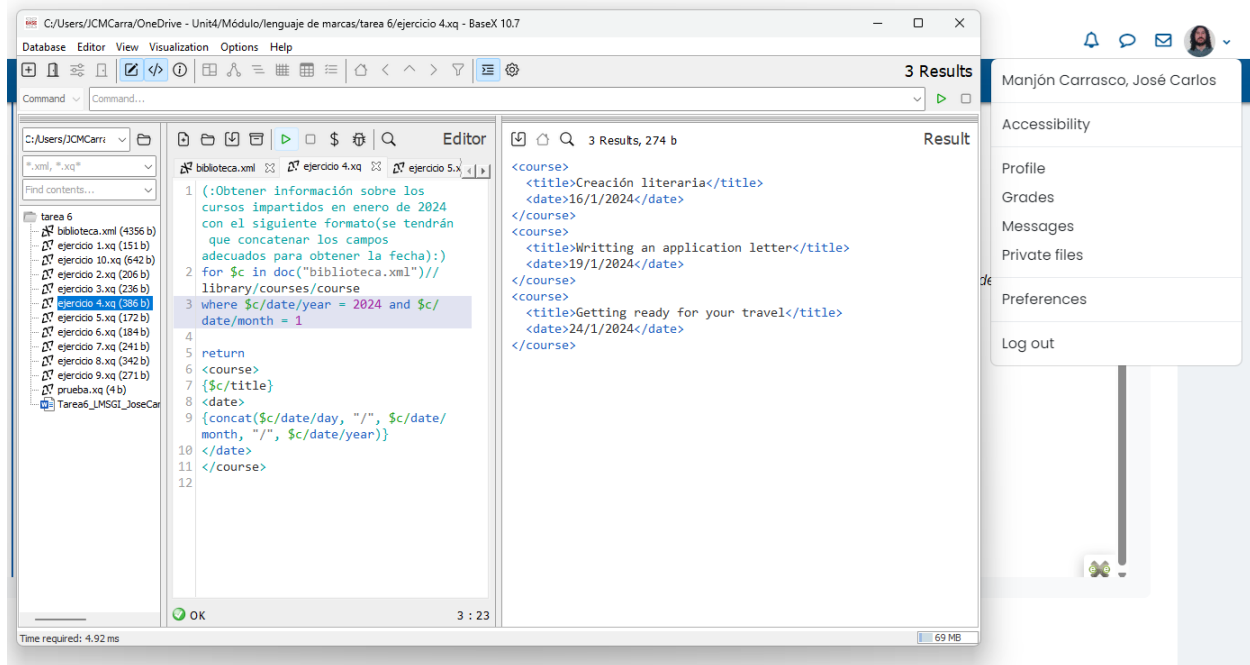 C:/Users/JCMCarra/OneDrive - Unit4/Módulo/lenguaje de marcas/tarea 6/ejercicio 4.xq - BaseX 10.7
Database Editor View Visualization Options Help
3 Results
Command
Command...
C:/Users/JCMCarra
*.xml, *.xq*
Find contents...
tarea 6
biblioteca.xml (4356 b)
ejercicio 1.xq (151 b)
ejercicio 10.xq (642 b)
ejercicio 2.xq (206 b)
ejercicio 3.xq (236 b)
ejercicio 4.xq (386 b)
ejercicio 5.xq (172 b)
ejercicio 6.xq (184 b)
ejercicio 7.xq (241 b)
ejercicio 8.xq (342 b)
ejercicio 9.xq (271 b)
prueba.xq (4 b)
Tarea6_LMSGI_JoseCar
Editor
biblioteca.xml ejercicio 4.xq ejercicio 5.x
1 (:Obtener información sobre los
cursos impartidos en enero de 2024
con el siguiente formato(se tendrán
que concatenar los campos
adecuados para obtener la fecha):)
2 for $c in doc("biblioteca.xml")//
library/courses/course
3 where $c/date/year = 2024 and $c/
date/month = 1
4
5 return
6 <course>
7 {$c/title}
8 <date>
9 {concat($c/date/day, "/", $c/date/
month, "/", $c/date/year)}
10 </date>
11 </course>
12
OK 3 : 23
3 Results, 274 b Result
<course>
<title>Creación literaria</title>
<date>16/1/2024</date>
</course>
<course>
<title>Writting an application letter</title>
<date>19/1/2024</date>
</course>
<course>
<title>Getting ready for your travel</title>
<date>24/1/2024</date>
</course>
Time required: 4.92 ms
69 MB
Manjón Carrasco, José Carlos
Accessibility
Profile
Grades
Messages
Private files
de
Preferences
Log out